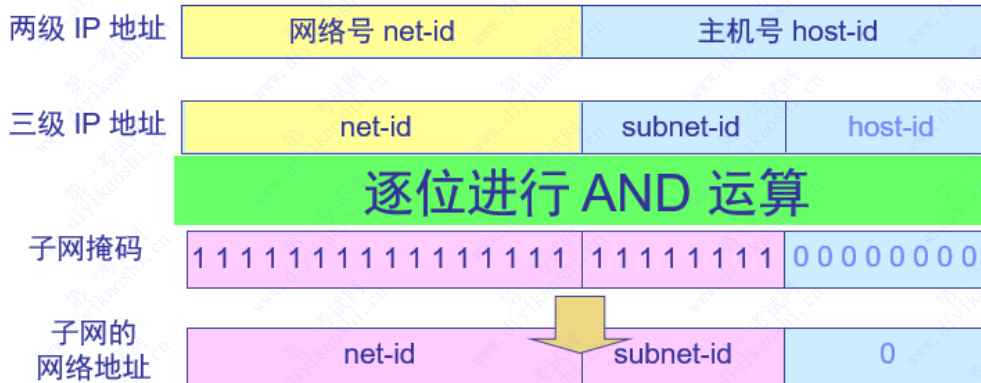 两级 IP 地址 网络号 net-id 主机号 host-id
三级 IP 地址 net-id subnet-id host-id
逐位进行 AND 运算
子网掩码 1 1 1 1 1 1 1 1 1 1 1 1 1 1 1 1 1 1 1 1 1 1 1 1 0 0 0 0 0 0 0 0
子网的
网络地址 net-id subnet-id 0